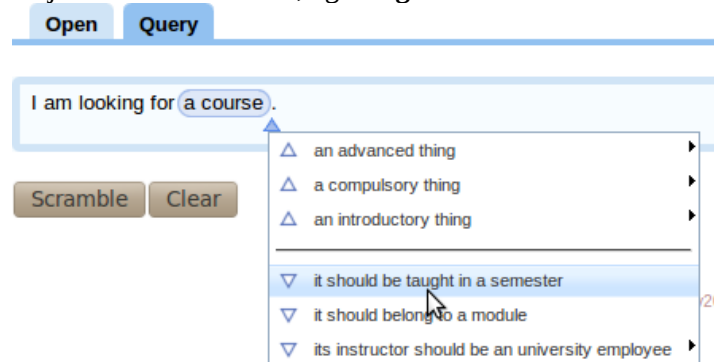 Open Query
I am looking for a course.
an advanced thing
a compulsory thing
an introductory thing
Scramble Clear
it should be taught in a semester
it should belong to a module
its instructor should be an university employee